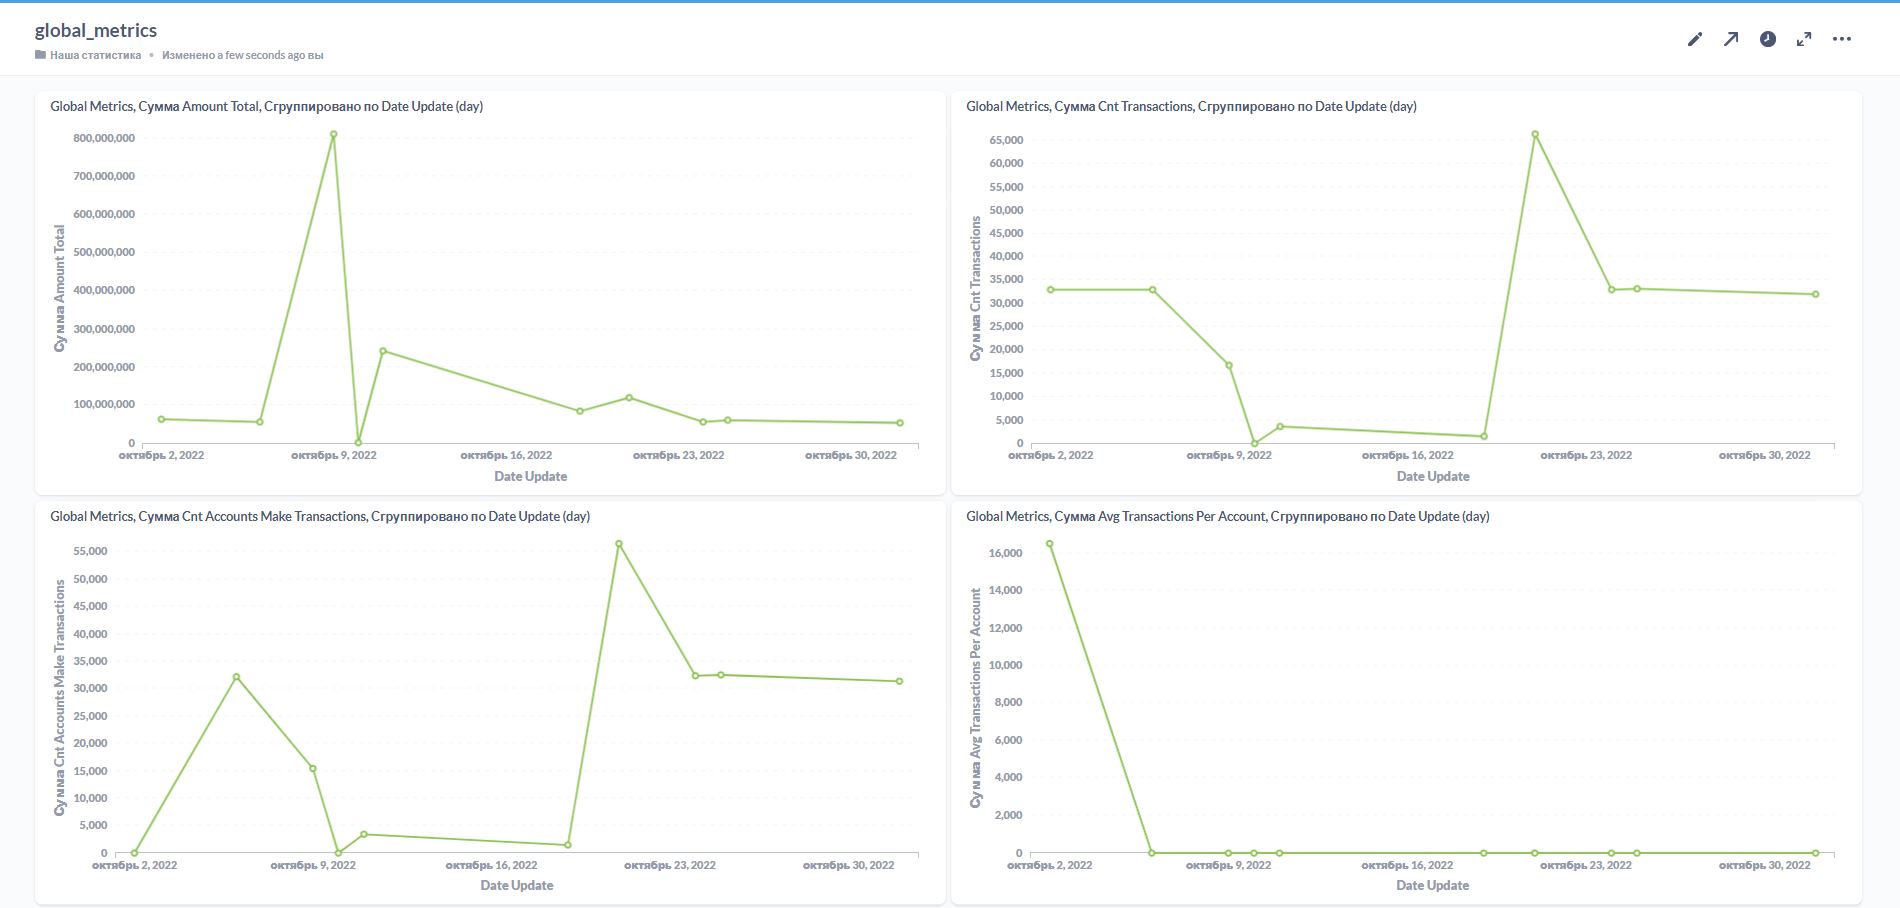 global_metrics
Наша статистика • Изменено a few seconds ago вы
Global Metrics, Сумма Amount Total, Сгруппировано по Date Update (day)
800,000,000
700,000,000
600,000,000
500,000,000
400,000,000
300,000,000
200,000,000
100,000,000
0
Сумма Amount Total
октябрь 2, 2022
октябрь 9, 2022
октябрь 16, 2022
октябрь 23, 2022
октябрь 30, 2022
Date Update
Global Metrics, Сумма Cnt Transactions, Сгруппировано по Date Update (day)
65,000
60,000
55,000
50,000
45,000
40,000
35,000
30,000
25,000
20,000
15,000
10,000
5,000
0
Сумма Cnt Transactions
октябрь 2, 2022
октябрь 9, 2022
октябрь 16, 2022
октябрь 23, 2022
октябрь 30, 2022
Date Update
Global Metrics, Сумма Cnt Accounts Make Transactions, Сгруппировано по Date Update (day)
55,000
50,000
45,000
40,000
35,000
30,000
25,000
20,000
15,000
10,000
5,000
0
Сумма Cnt Accounts Make Transactions
октябрь 2, 2022
октябрь 9, 2022
октябрь 16, 2022
октябрь 23, 2022
октябрь 30, 2022
Date Update
Global Metrics, Сумма Avg Transactions Per Account, Сгруппировано по Date Update (day)
16,000
14,000
12,000
10,000
8,000
6,000
4,000
2,000
0
Сумма Avg Transactions Per Account
октябрь 2, 2022
октябрь 9, 2022
октябрь 16, 2022
октябрь 23, 2022
октябрь 30, 2022
Date Update